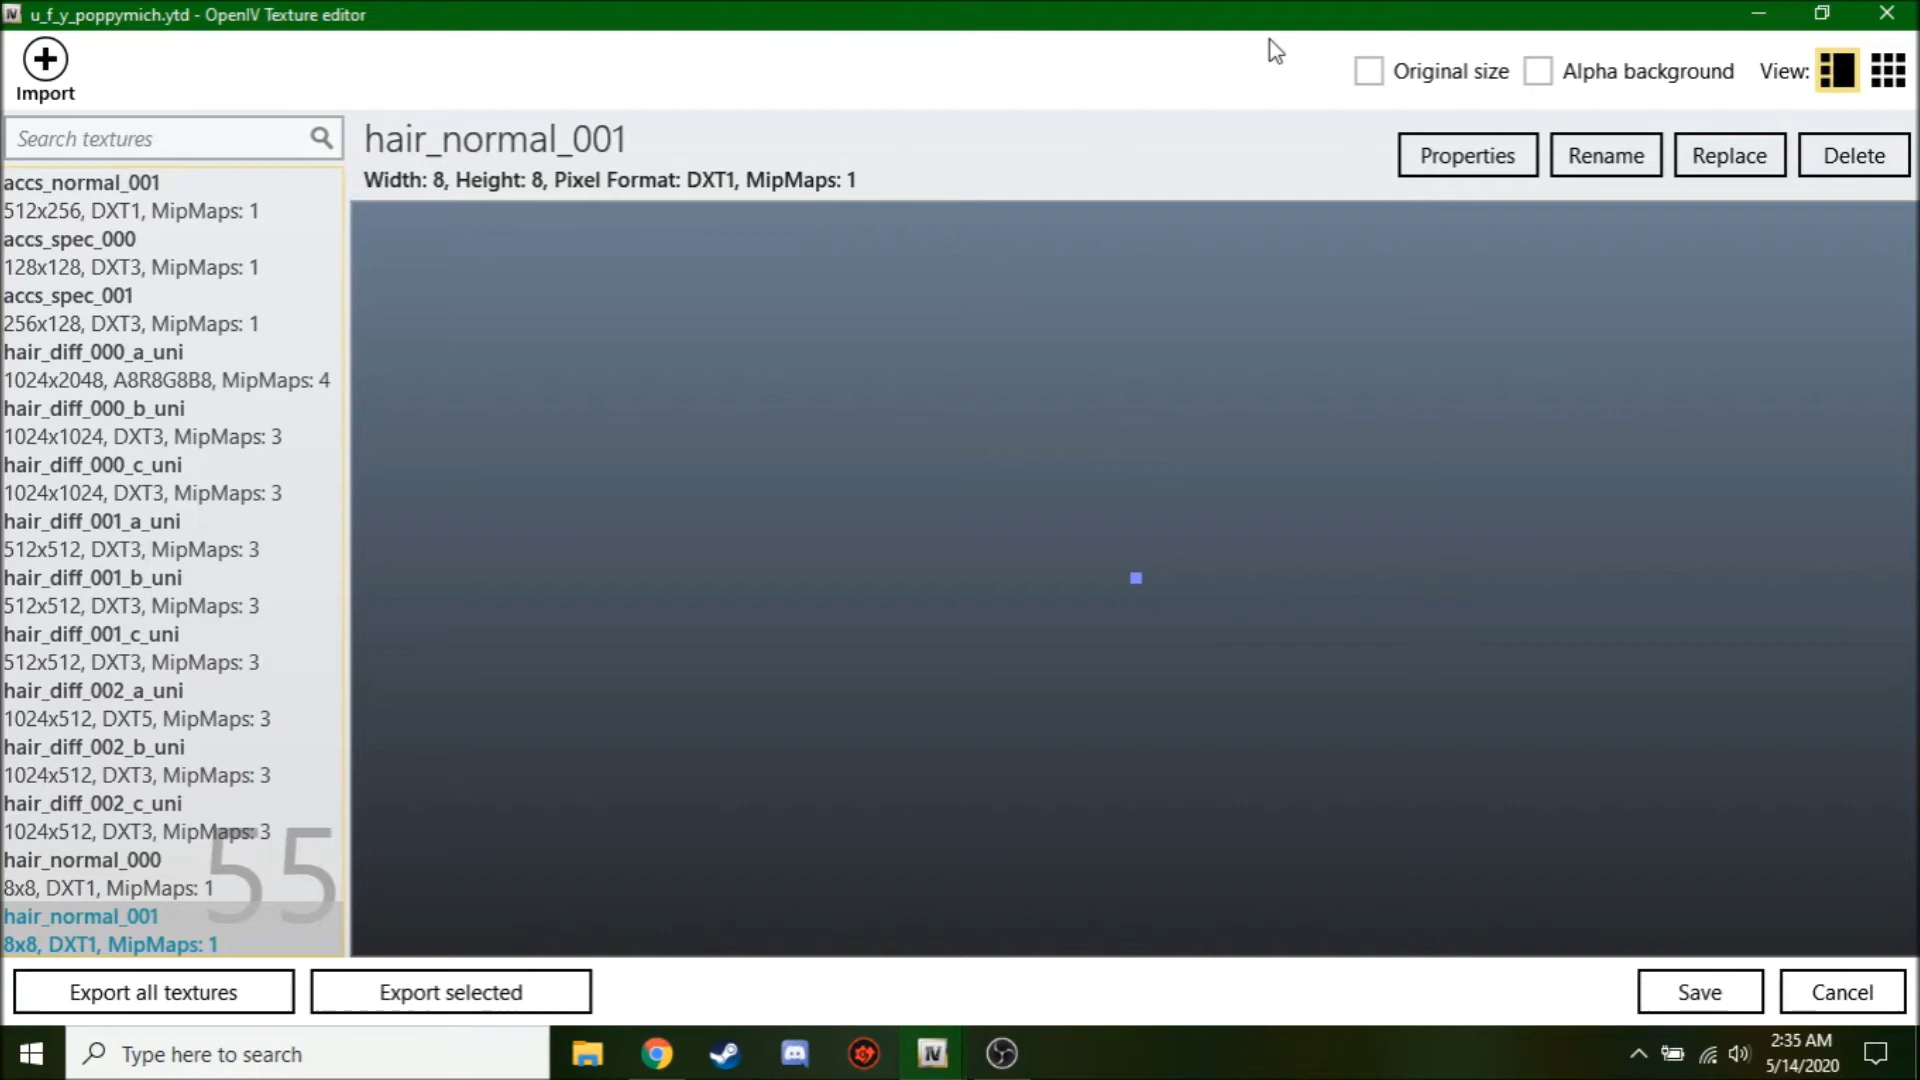 u_f_y_poppymich.ytd - OpenIV Texture editor
Import
Original size
Alpha background
View:
Search textures
hair_normal_001
Width: 8, Height: 8, Pixel Format: DXT1, MipMaps: 1
Properties
Rename
Replace
Delete
accs_normal_001
512x256, DXT1, MipMaps: 1
accs_spec_000
128x128, DXT3, MipMaps: 1
accs_spec_001
256x128, DXT3, MipMaps: 1
hair_diff_000_a_uni
1024x2048, A8R8G8B8, MipMaps: 4
hair_diff_000_b_uni
1024x1024, DXT3, MipMaps: 3
hair_diff_000_c_uni
1024x1024, DXT3, MipMaps: 3
hair_diff_001_a_uni
512x512, DXT3, MipMaps: 3
hair_diff_001_b_uni
512x512, DXT3, MipMaps: 3
hair_diff_001_c_uni
512x512, DXT3, MipMaps: 3
hair_diff_002_a_uni
1024x512, DXT5, MipMaps: 3
hair_diff_002_b_uni
1024x512, DXT3, MipMaps: 3
hair_diff_002_c_uni
1024x512, DXT3, MipMaps: 3
hair_normal_000
8x8, DXT1, MipMaps: 1
55
hair_normal_001
8x8, DXT1, MipMaps: 1
Export all textures
Export selected
Save
Cancel
Type here to search
IV
2:35 AM
5/14/2020